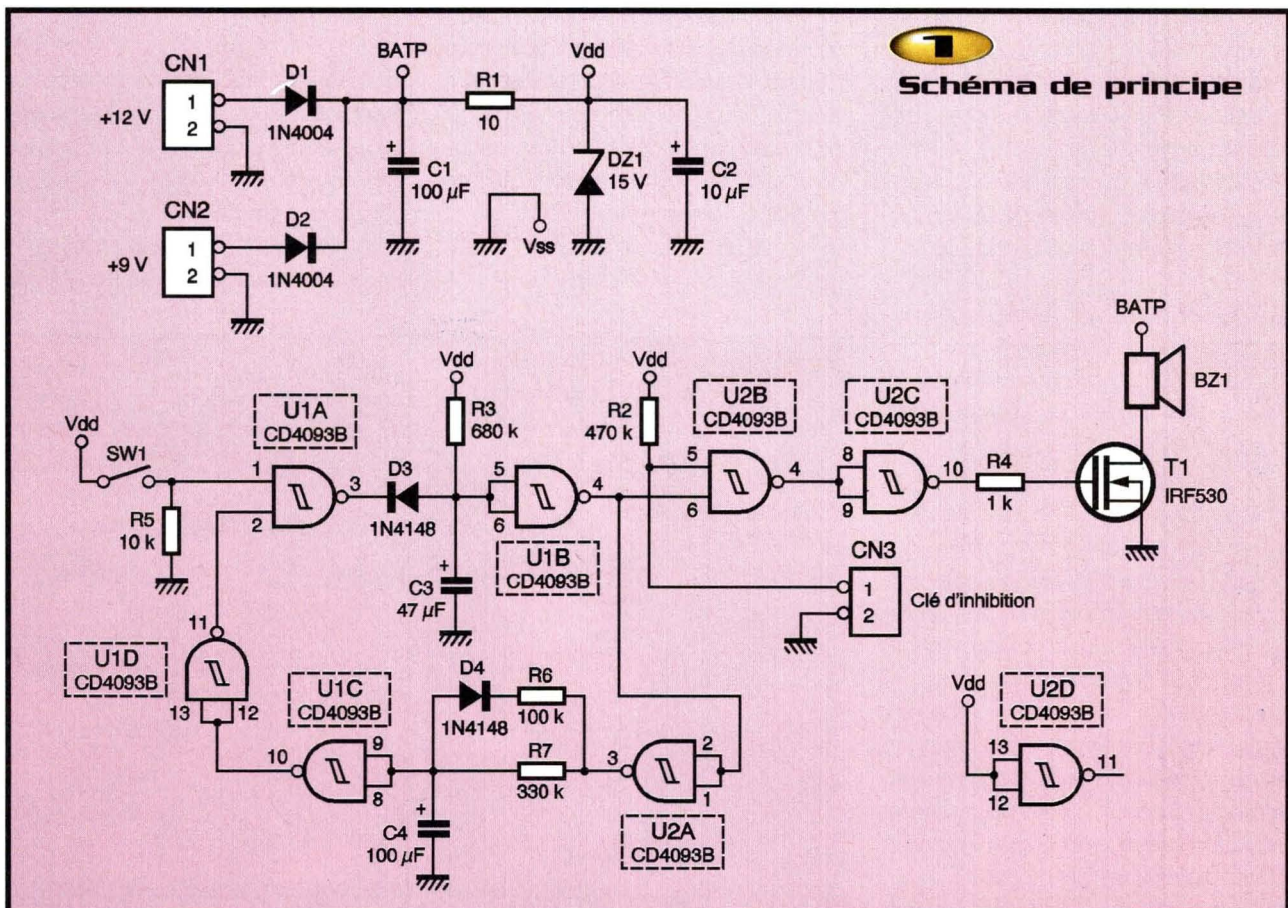 1
Schéma de principe
CN1
+12 V
1
2
D1
1N4004
BATP
R1
10
Vdd
+
C1
100 µF
DZ1
15 V
+
C2
10 µF
Vss
CN2
+9 V
1
2
D2
1N4004
BATP
BZ1
Vdd
SW1
R5
10 k
U1A
CD4093B
1
2
3
D3
1N4148
Vdd
R3
680 k
+
C3
47 µF
5
6
4
U1B
CD4093B
Vdd
R2
470 k
U2B
CD4093B
5
6
4
U2C
CD4093B
8
9
10
R4
1 k
T1
IRF530
CN3
1
2
Clé d'inhibition
U1D
CD4093B
11
13
12
U1C
CD4093B
10
9
8
D4
1N4148
R6
100 k
R7
330 k
+
C4
100 µF
3
2
1
U2A
CD4093B
Vdd
U2D
CD4093B
13
12
11